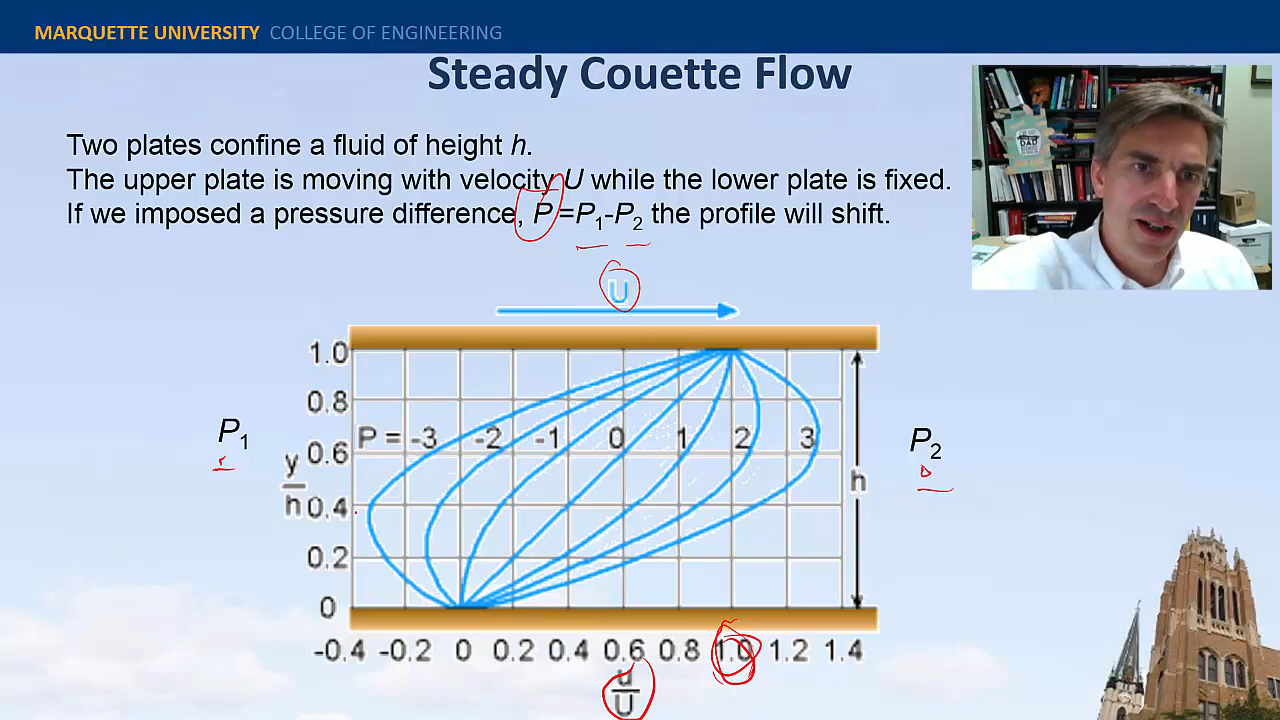 MARQUETTE UNIVERSITY COLLEGE OF ENGINEERING
Steady Couette Flow
DAD
Two plates confine a fluid of height h.
The upper plate is moving with velocity U while the lower plate is fixed.
If we imposed a pressure difference, P=P₁-P₂ the profile will shift.
U
1.0
0.8
P₁
P = -3 -2 -1 0 1 2 3
P₂
0.6
y
h
h
0.4
0.2
0
-0.4 -0.2 0 0.2 0.4 0.6 0.8 1.0 1.2 1.4
u
U